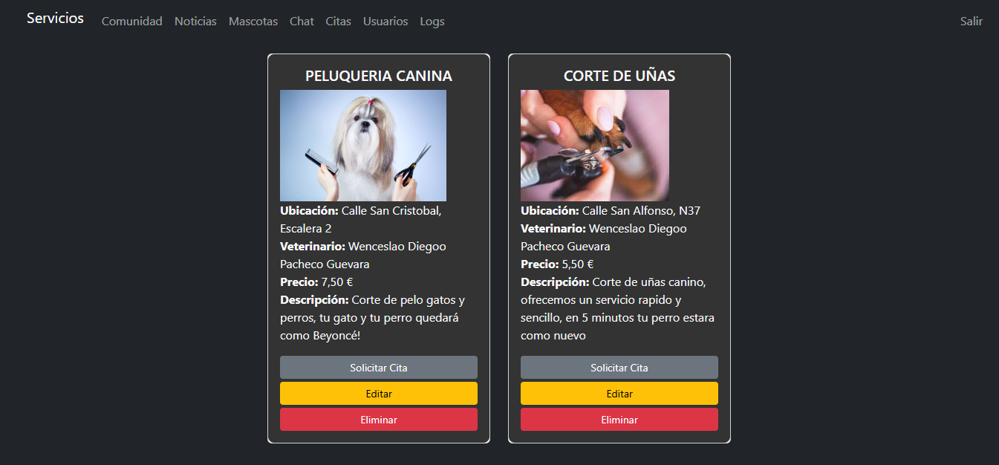 Servicios Comunidad Noticias Mascotas Chat Citas Usuarios Logs Salir
PELUQUERIA CANINA
Ubicación: Calle San Cristobal,
Escalera 2
Veterinario: Wenceslao Diegoo
Pacheco Guevara
Precio: 7,50 €
Descripción: Corte de pelo gatos y
perros, tu gato y tu perro quedará
como Beyoncé!
Solicitar Cita
Editar
Eliminar
CORTE DE UÑAS
Ubicación: Calle San Alfonso, N37
Veterinario: Wenceslao Diegoo
Pacheco Guevara
Precio: 5,50 €
Descripción: Corte de uñas canino,
ofrecemos un servicio rapido y
sencillo, en 5 minutos tu perro estara
como nuevo
Solicitar Cita
Editar
Eliminar